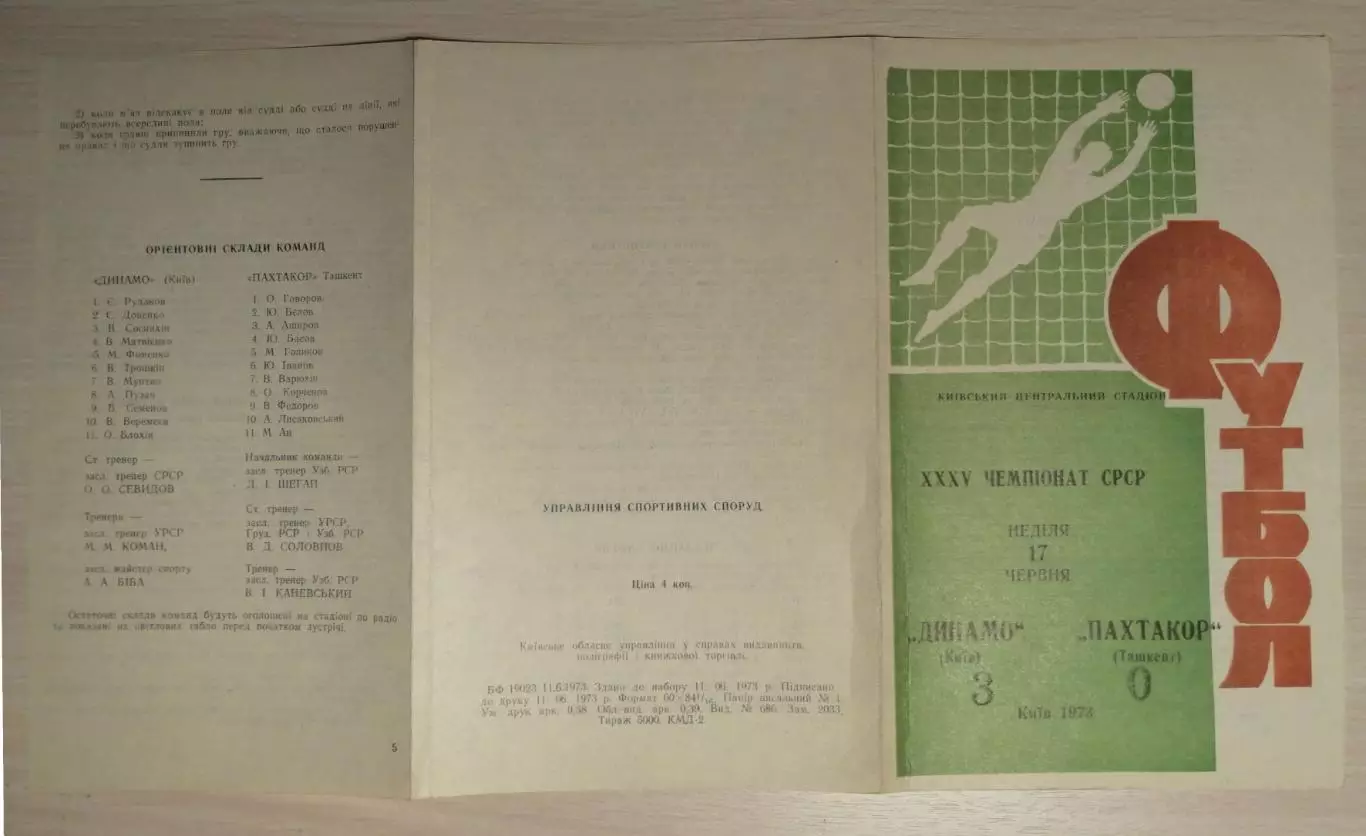 2) коли м'яч відскакує в поле від судді або судді на лінії, які
перебувають всередині поля;
3) коли гравці припинили гру, вважаючи, що сталося порушен-
ня правил і що суддя зупинить гру.
ОРІЄНТОВНІ СКЛАДИ КОМАНД
«ДИНАМО» (Київ)
1. Є. Рудаков
2. С. Доценко
3. В. Соснихін
4. В. Матвієнко
5. М. Фоменко
6. В. Трошкін
7. В. Мунтян
8. А. Пузач
9. В. Семенов
10. В. Веремєєв
11. О. Блохін
Ст. тренер —
засл. тренер СРСР
О. О. СЕВИДОВ
Тренери —
засл. тренер УРСР
М. М. КОМАН,
засл. майстер спорту
А. А. БІБА
«ПАХТАКОР» Ташкент
1. О. Говоров
2. Ю. Бєлов
3. А. Аширов
4. Ю. Басов
5. М. Голиков
6. Ю. Іванов
7. В. Варюхін
8. О. Корченов
9. В. Федоров
10. А. Лисаковський
11. М. Ан
Начальник команди —
засл. тренер Узб. РСР
Д. І. ШЕГАЙ
Ст. тренер —
засл. тренер УРСР,
Груз. РСР і Узб. РСР
В. Д. СОЛОВЙОВ
Тренер —
засл. тренер Узб. РСР
В. І. КАНЕВСЬКИЙ
Остаточні склади команд будуть оголошені на стадіоні по радіо
та показані на світлових табло перед початком зустрічі.
5
УПРАВЛІННЯ СПОРТИВНИХ СПОРУД
Ціна 4 коп.
Київське обласне управління у справах видавництв,
поліграфії і книжкової торгівлі.
БФ 19023 11.6.1973. Здано до набору 11. 06. 1973 р. Підписано
до друку 11. 06. 1973 р. Формат 60×84¹/₁₆. Папір писальний № 1.
Ум. друк. арк. 0,58. Обл.-вид. арк. 0,39. Вид. № 686. Зам. 2033.
Тираж 5000. КМД-2.
ФУТБОЛ
КИЇВСЬКИЙ ЦЕНТРАЛЬНИЙ СТАДІОН
XXXV ЧЕМПІОНАТ СРСР
НЕДІЛЯ
17
ЧЕРВНЯ
„ДИНАМО“ „ПАХТАКОР“
(Київ) (Ташкент)
3 0
Київ 1973